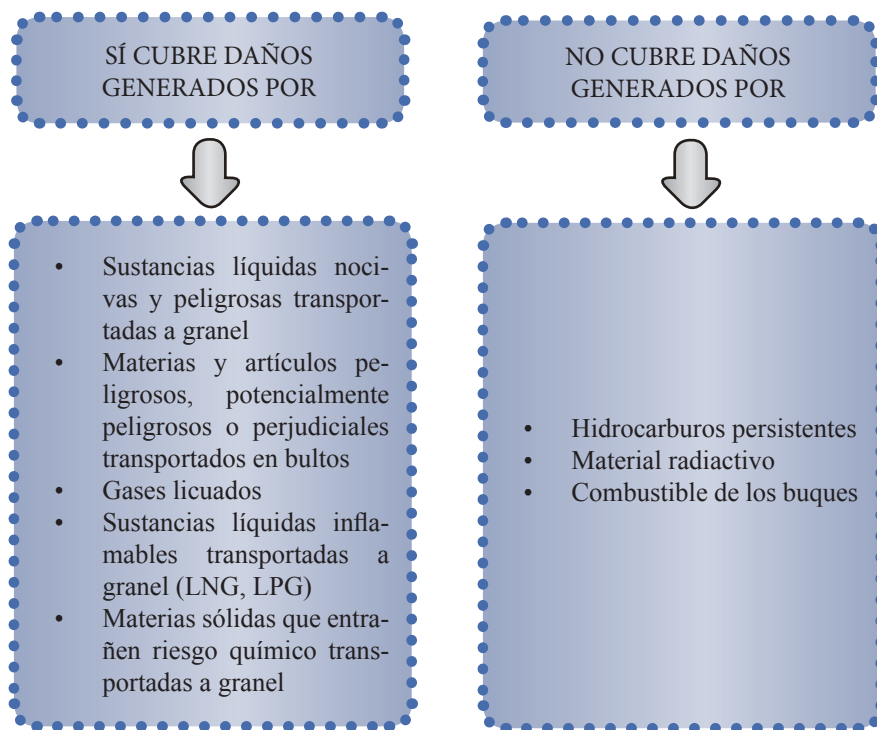 SÍ CUBRE DAÑOS
GENERADOS POR
• Sustancias líquidas noci-
vas y peligrosas transpor-
tadas a granel
• Materias y artículos pe-
ligrosos, potencialmente
peligrosos o perjudiciales
transportados en bultos
• Gases licuados
• Sustancias líquidas infla-
mables transportadas a
granel (LNG, LPG)
• Materias sólidas que entra-
ñen riesgo químico trans-
portadas a granel
NO CUBRE DAÑOS
GENERADOS POR
• Hidrocarburos persistentes
• Material radiactivo
• Combustible de los buques